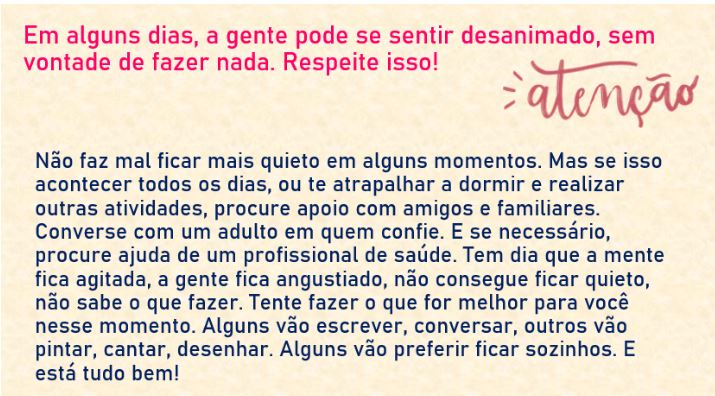 Em alguns dias, a gente pode se sentir desanimado, sem
vontade de fazer nada. Respeite isso!
atenção
Não faz mal ficar mais quieto em alguns momentos. Mas se isso
acontecer todos os dias, ou te atrapalhar a dormir e realizar
outras atividades, procure apoio com amigos e familiares.
Converse com um adulto em quem confie. E se necessário,
procure ajuda de um profissional de saúde. Tem dia que a mente
fica agitada, a gente fica angustiado, não consegue ficar quieto,
não sabe o que fazer. Tente fazer o que for melhor para você
nesse momento. Alguns vão escrever, conversar, outros vão
pintar, cantar, desenhar. Alguns vão preferir ficar sozinhos. E
está tudo bem!